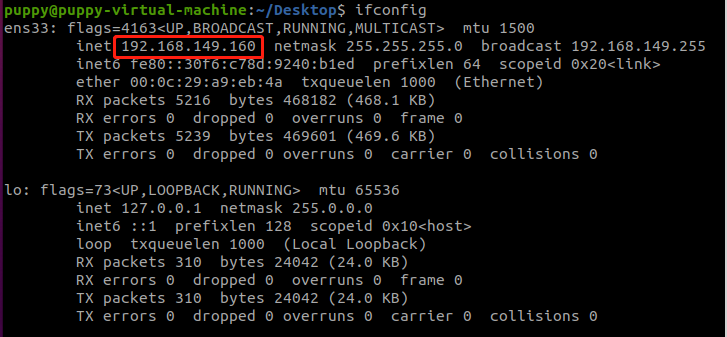 puppy@puppy-virtual-machine:~/Desktop$ ifconfig
ens33: flags=4163<UP,BROADCAST,RUNNING,MULTICAST>  mtu 1500
        inet 192.168.149.160  netmask 255.255.255.0  broadcast 192.168.149.255
        inet6 fe80::30f6:c78d:9240:b1ed  prefixlen 64  scopeid 0x20<link>
        ether 00:0c:29:a9:eb:4a  txqueuelen 1000  (Ethernet)
        RX packets 5216  bytes 468182 (468.1 KB)
        RX errors 0  dropped 0  overruns 0  frame 0
        TX packets 5239  bytes 469601 (469.6 KB)
        TX errors 0  dropped 0 overruns 0  carrier 0  collisions 0

lo: flags=73<UP,LOOPBACK,RUNNING>  mtu 65536
        inet 127.0.0.1  netmask 255.0.0.0
        inet6 ::1  prefixlen 128  scopeid 0x10<host>
        loop  txqueuelen 1000  (Local Loopback)
        RX packets 310  bytes 24042 (24.0 KB)
        RX errors 0  dropped 0  overruns 0  frame 0
        TX packets 310  bytes 24042 (24.0 KB)
        TX errors 0  dropped 0 overruns 0  carrier 0  collisions 0